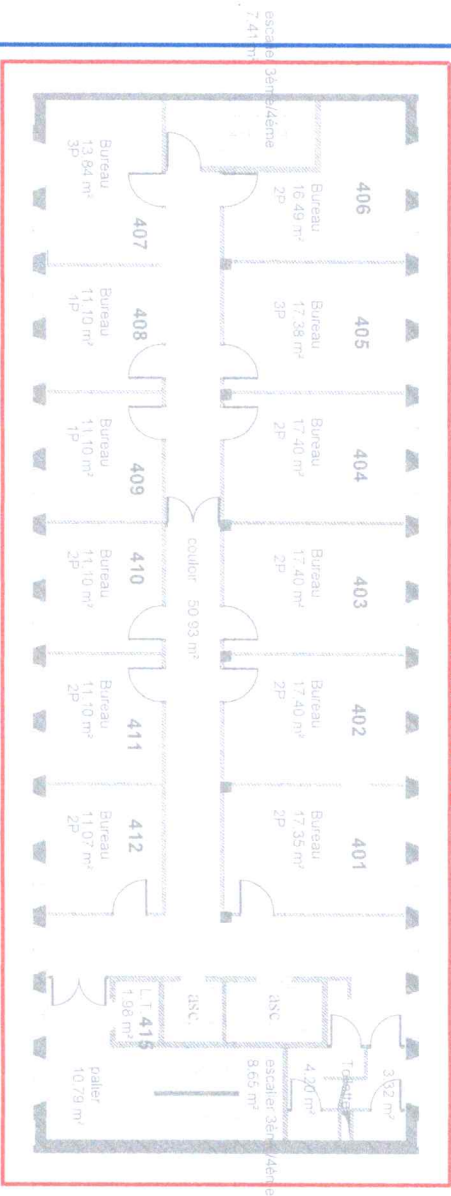 escalier 3ème/4ème
7.41 m²
406
Bureau
16.49 m²
2P
405
Bureau
17.38 m²
3P
404
Bureau
17.40 m²
2P
403
Bureau
17.40 m²
2P
402
Bureau
17.40 m²
2P
401
Bureau
17.35 m²
2P
407
Bureau
13.84 m²
3P
408
Bureau
11.10 m²
1P
409
Bureau
11.10 m²
1P
410
Bureau
11.10 m²
2P
411
Bureau
11.10 m²
2P
412
Bureau
11.07 m²
2P
couloir 50.93 m²
asc
asc.
L.T 415
1.98 m²
3.32 m²
Toilette
4.20 m²
escalier 3ème/4ème
8.65 m²
palier
10.79 m²